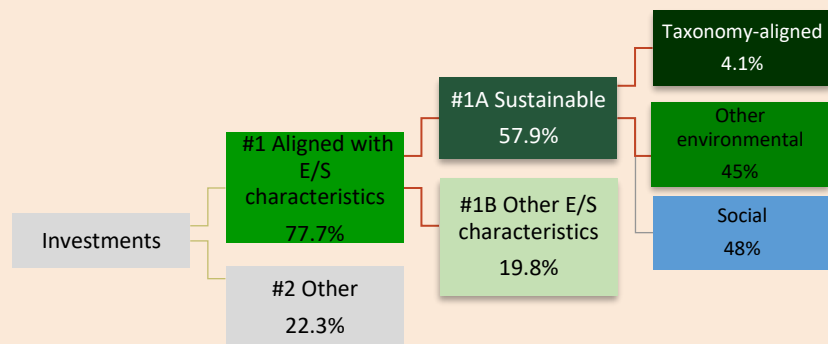 Investments
#1 Aligned with
E/S
characteristics
77.7%
#2 Other
22.3%
#1A Sustainable
57.9%
#1B Other E/S
characteristics
19.8%
Taxonomy-aligned
4.1%
Other
environmental
45%
Social
48%